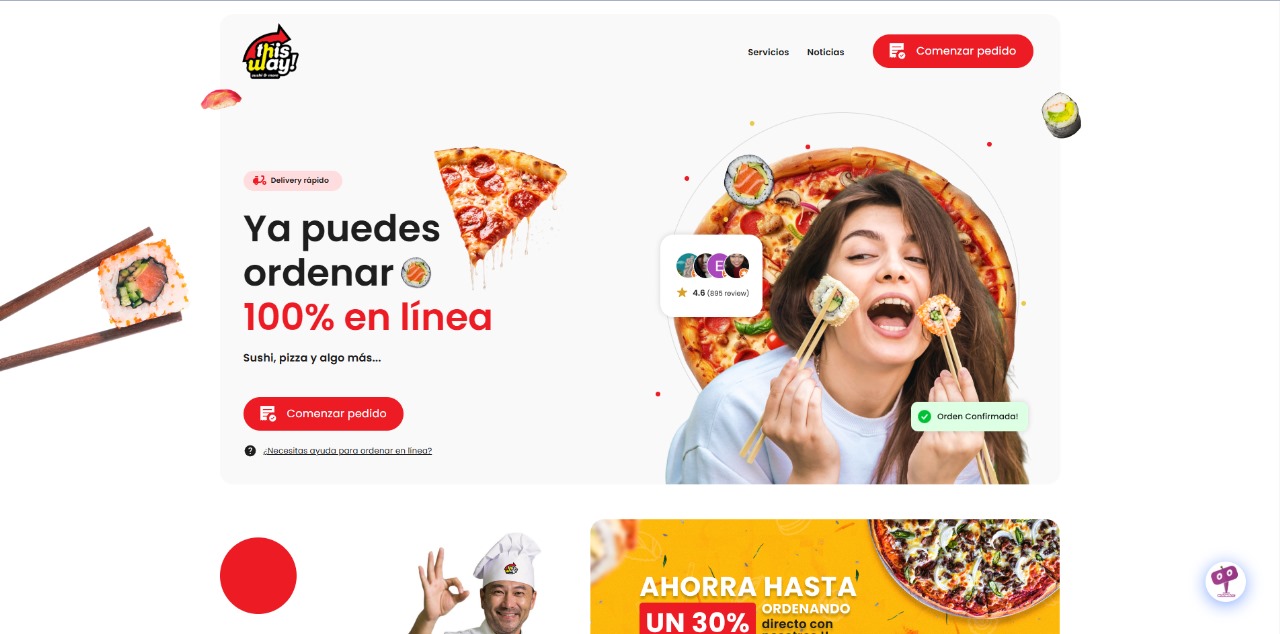 this
way!
sushi & more
Servicios
Noticias
Comenzar pedido
Delivery rápido
Ya puedes
ordenar
100% en línea
Sushi, pizza y algo más...
Comenzar pedido
? ¿Necesitas ayuda para ordenar en línea?
E
4.6 (895 review)
Orden Confirmada!
AHORRA HASTA
UN 30%
ORDENANDO
directo con
nosotros!!